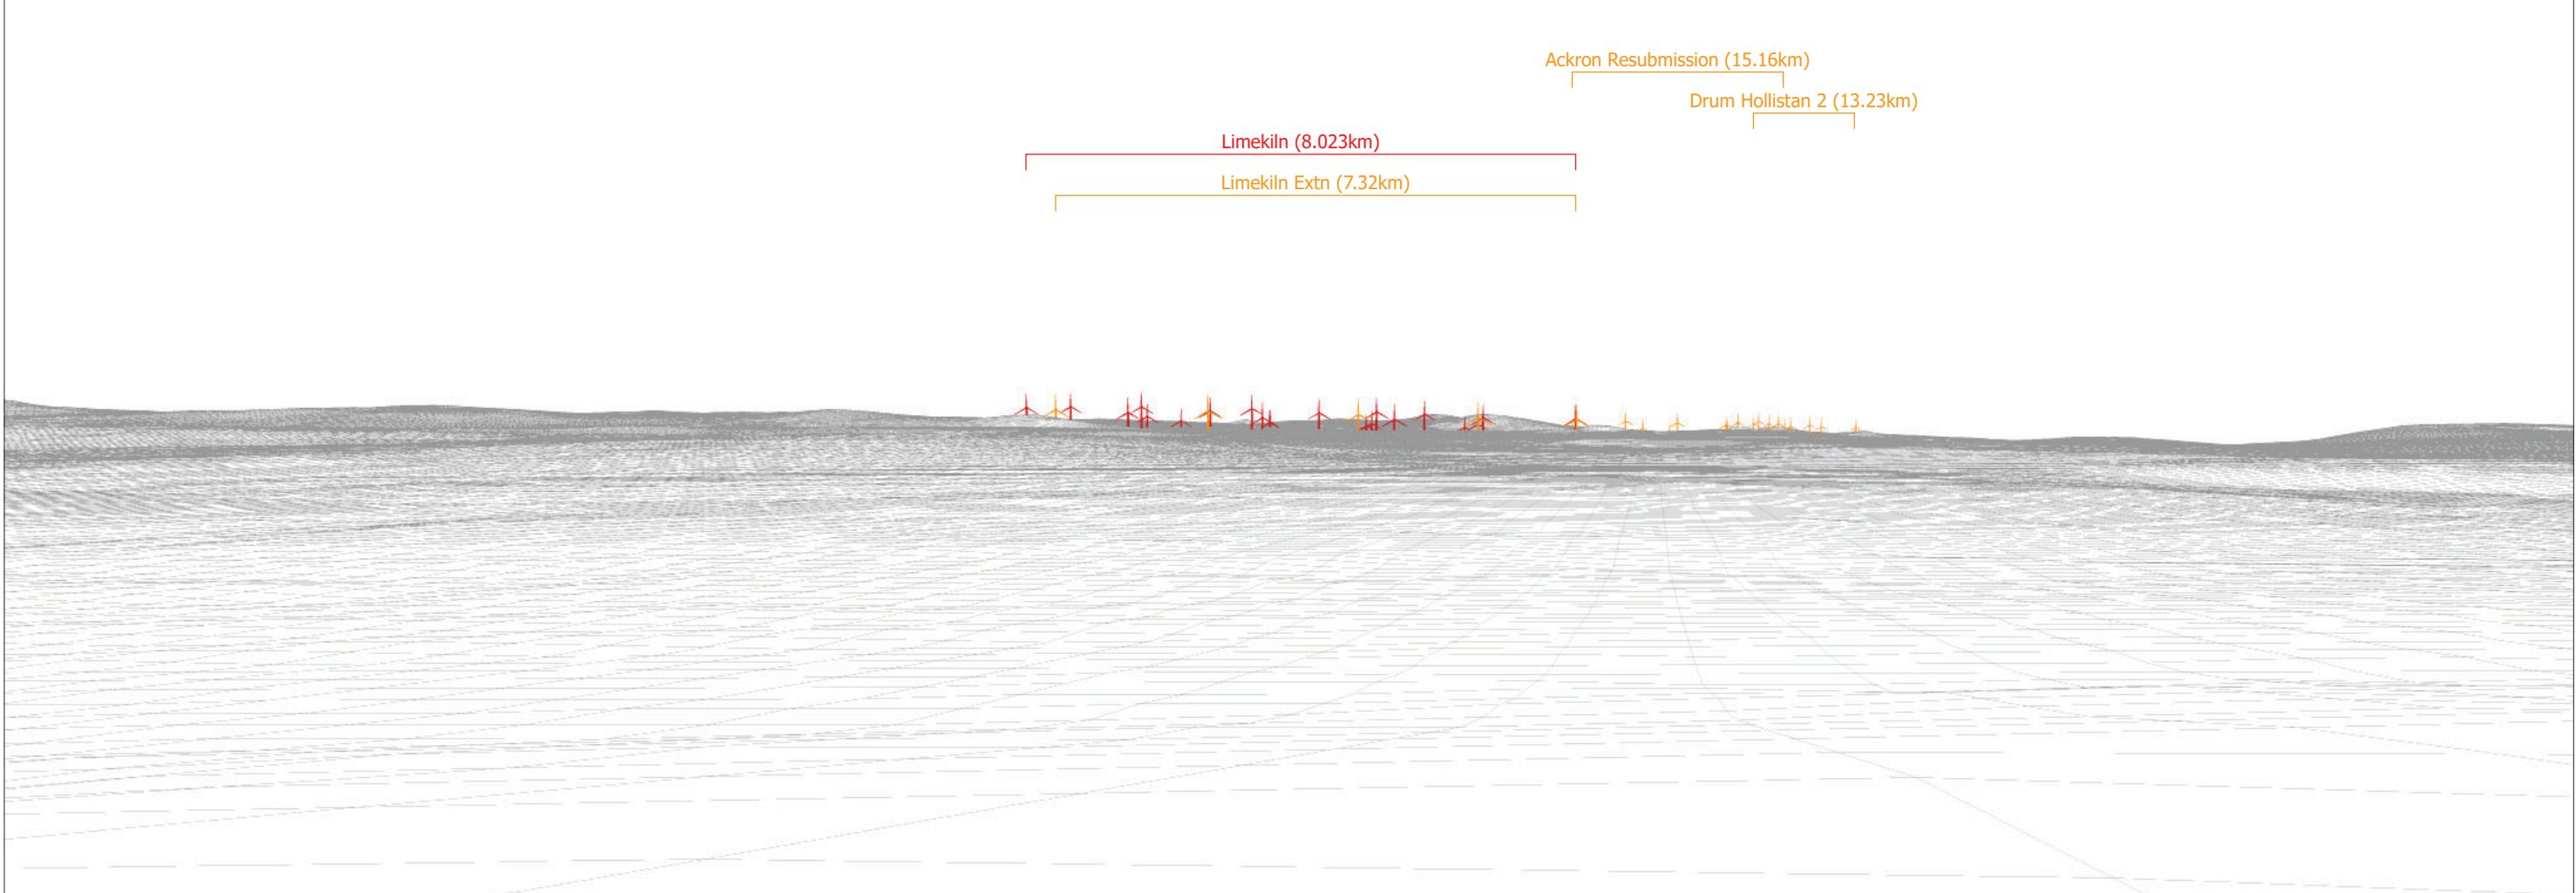 Ackron Resubmission (15.16km)
Drum Hollistan 2 (13.23km)
Limekiln (8.023km)
Limekiln Extn (7.32km)